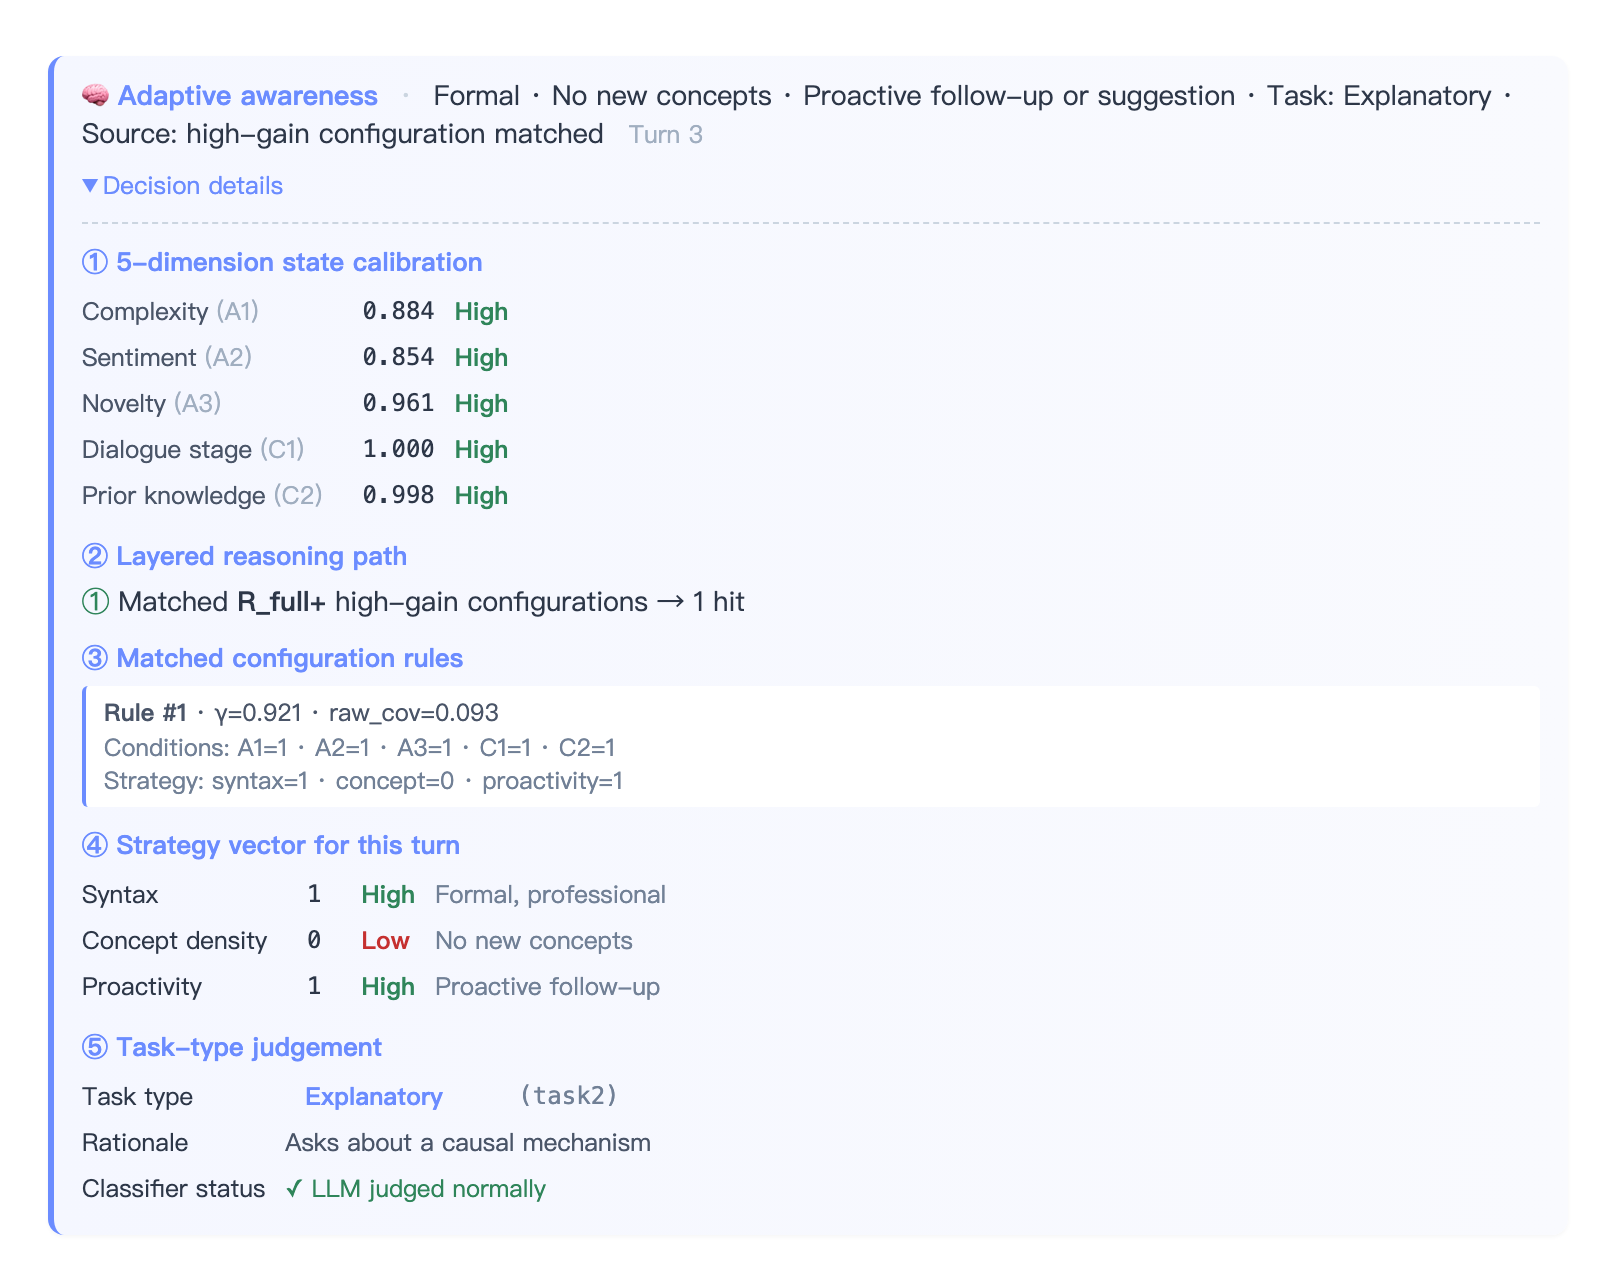 🧠 Adaptive awareness · Formal · No new concepts · Proactive follow-up or suggestion · Task: Explanatory ·
Source: high-gain configuration matched Turn 3
▼Decision details
① 5-dimension state calibration
Complexity (A1) 0.884 High
Sentiment (A2) 0.854 High
Novelty (A3) 0.961 High
Dialogue stage (C1) 1.000 High
Prior knowledge (C2) 0.998 High
② Layered reasoning path
① Matched R_full+ high-gain configurations → 1 hit
③ Matched configuration rules
Rule #1 · γ=0.921 · raw_cov=0.093
Conditions: A1=1 · A2=1 · A3=1 · C1=1 · C2=1
Strategy: syntax=1 · concept=0 · proactivity=1
④ Strategy vector for this turn
Syntax 1 High Formal, professional
Concept density 0 Low No new concepts
Proactivity 1 High Proactive follow-up
⑤ Task-type judgement
Task type Explanatory (task2)
Rationale Asks about a causal mechanism
Classifier status ✓ LLM judged normally